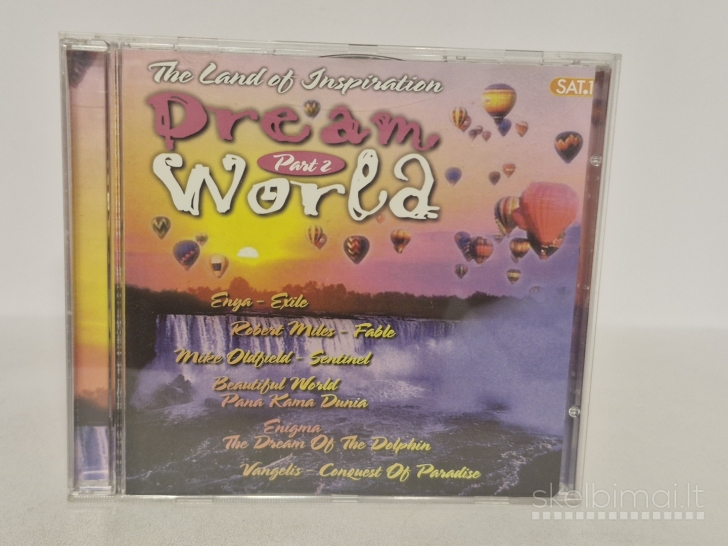 The Land of Inspiration
SAT.1
Dream
Part 2
World
Enya - Exile
Robert Miles - Fable
Mike Oldfield - Sentinel
Beautiful World
Pana Kama Dunia
Enigma
The Dream Of The Dolphin
Vangelis - Conquest Of Paradise
skelbimai.lt